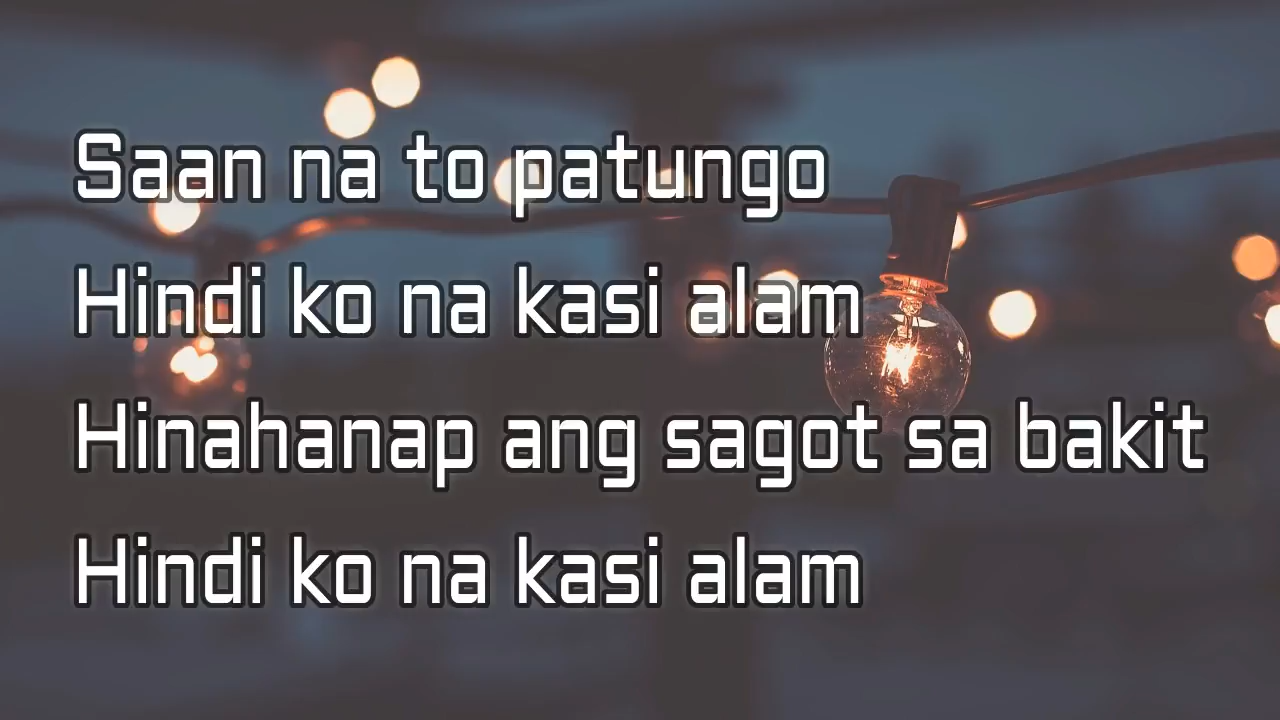 Saan na to patungo
Hindi ko na kasi alam
Hinahanap ang sagot sa bakit
Hindi ko na kasi alam